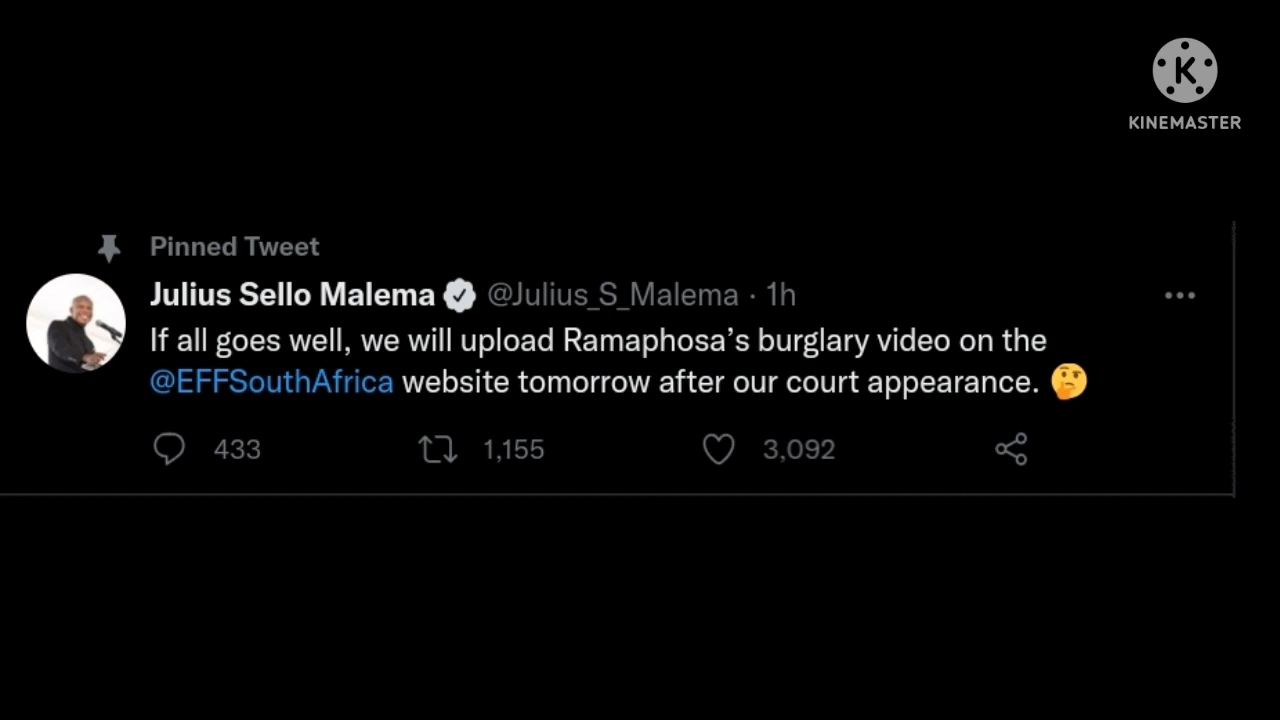 K
KINEMASTER
Pinned Tweet
Julius Sello Malema @Julius_S_Malema · 1h
If all goes well, we will upload Ramaphosa’s burglary video on the
@EFFSouthAfrica website tomorrow after our court appearance. 🤔
433 1,155 3,092